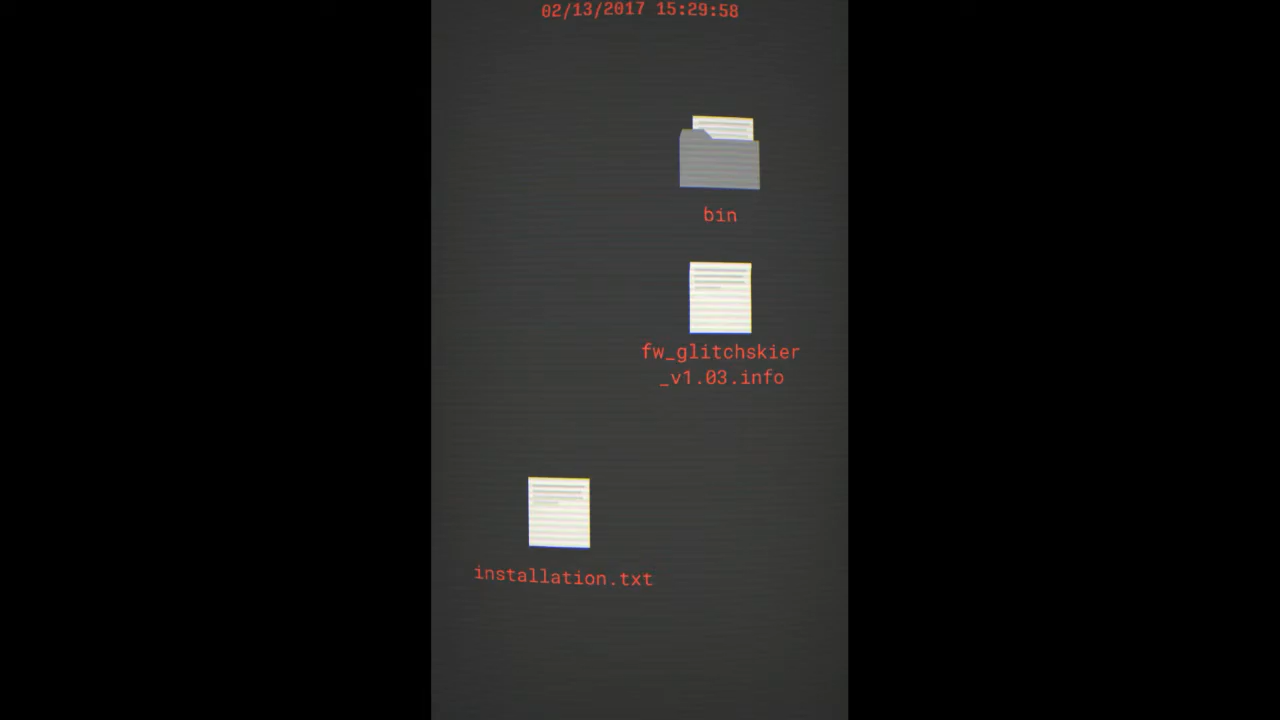 02/13/2017 15:29:58
bin
fw_glitchskier
_v1.03.info
installation.txt